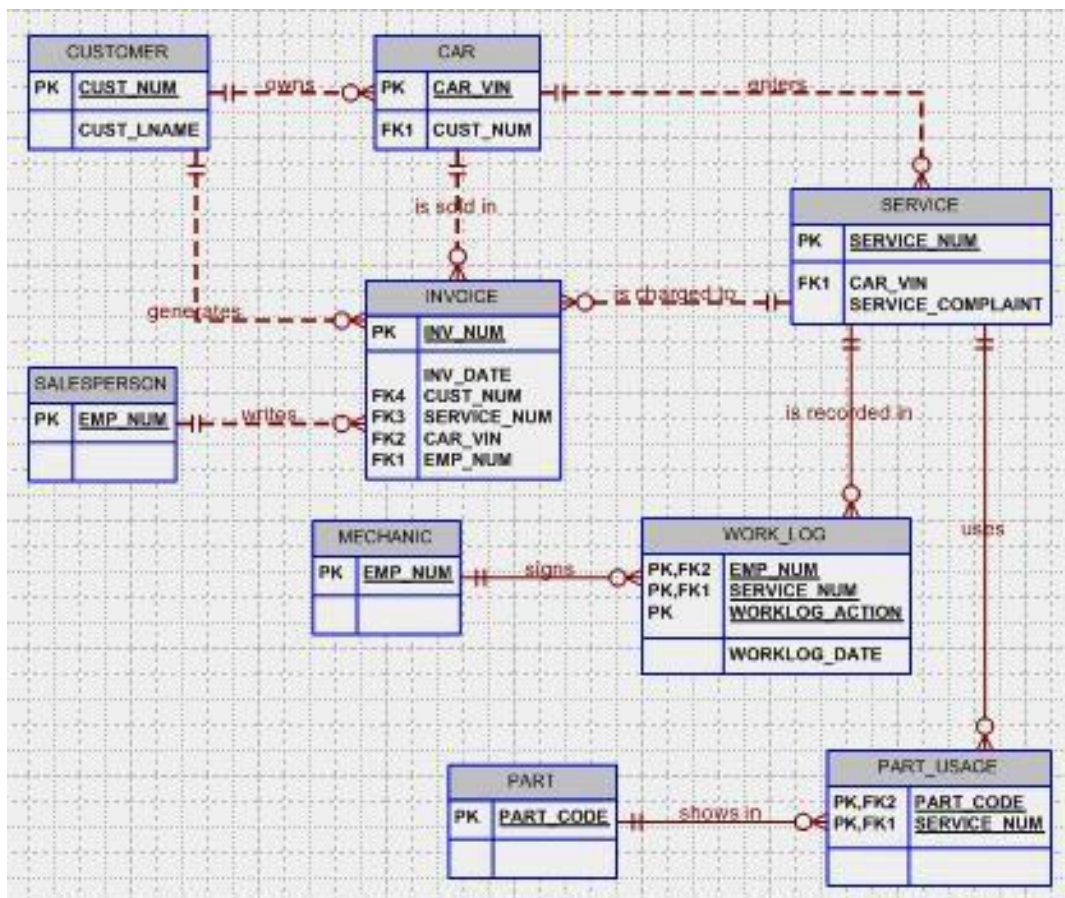 CUSTOMER
PK CUST_NUM
CUST_LNAME
owns
CAR
PK CAR_VIN
FK1 CUST_NUM
enters
is sold in
generates
SERVICE
PK SERVICE_NUM
FK1 CAR_VIN
SERVICE_COMPLAINT
INVOICE
PK INV_NUM
INV_DATE
FK4 CUST_NUM
FK3 SERVICE_NUM
FK2 CAR_VIN
FK1 EMP_NUM
is charged to
SALESPERSON
PK EMP_NUM
writes
is recorded in
uses
MECHANIC
PK EMP_NUM
signs
WORK_LOG
PK,FK2 EMP_NUM
PK,FK1 SERVICE_NUM
PK WORKLOG_ACTION
WORKLOG_DATE
PART
PK PART_CODE
shows in
PART_USAGE
PK,FK2 PART_CODE
PK,FK1 SERVICE_NUM